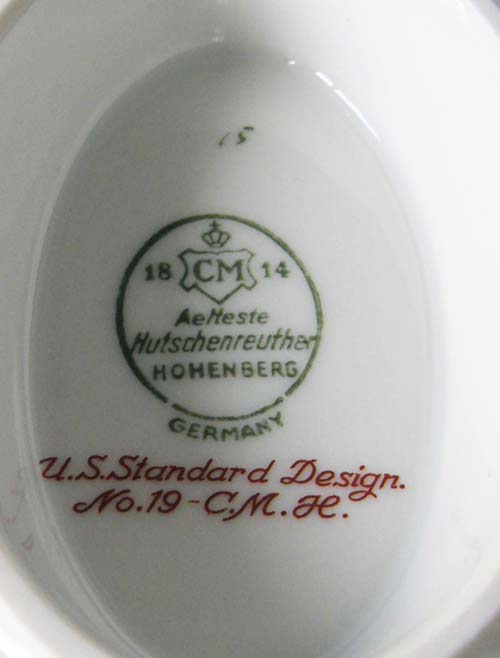 15
18 CM 14
Aelteste
Hutschenreuther
HOHENBERG
GERMANY
U.S. Standard Design.
No. 19 - C.M.H.